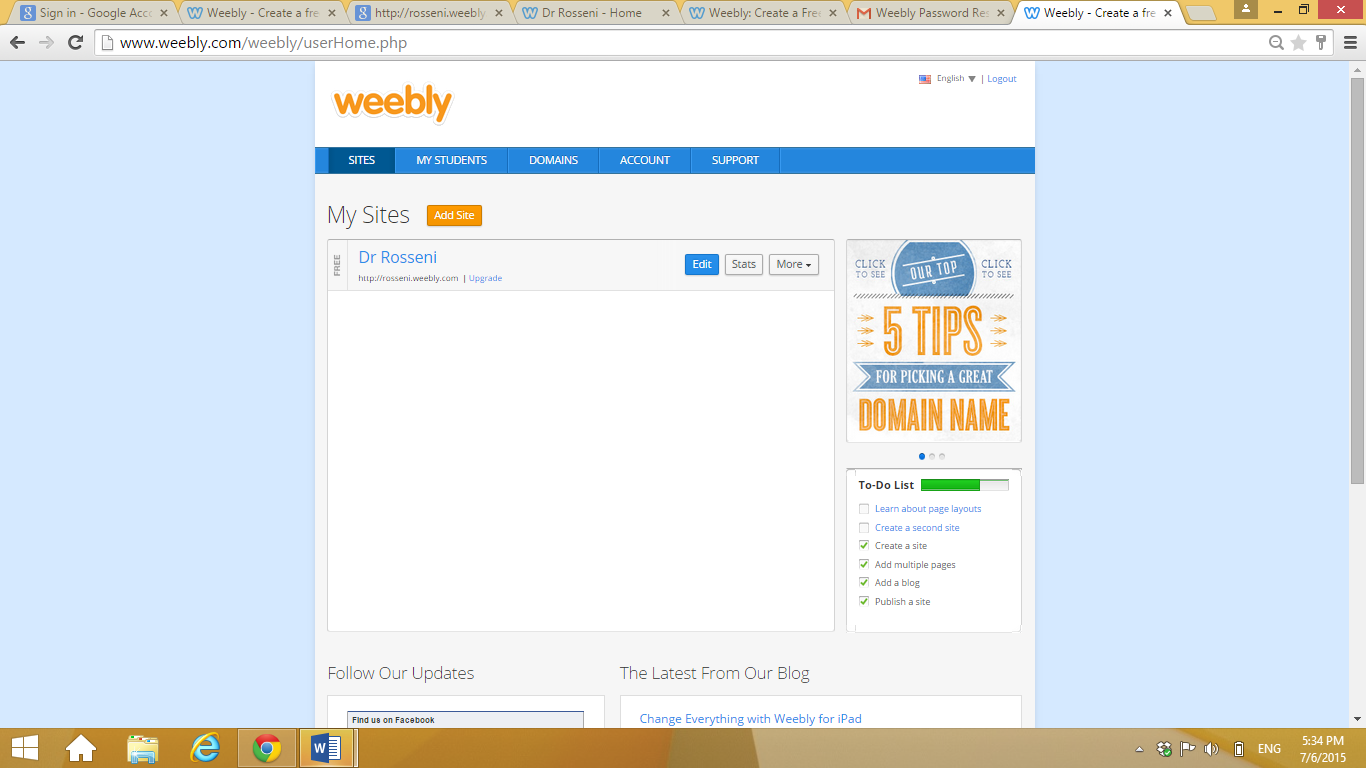 Sign in - Google Acc
Weebly - Create a fre
http://rosseni.weebly
Dr Rosseni - Home
Weebly: Create a Free
Weebly Password Res
Weebly - Create a fre
www.weebly.com/weebly/userHome.php
English | Logout
weebly
SITES MY STUDENTS DOMAINS ACCOUNT SUPPORT
My Sites Add Site
FREE
Dr Rosseni
http://rosseni.weebly.com | Upgrade
Edit Stats More
CLICK TO SEE
OUR TOP
CLICK TO SEE
5 TIPS
FOR PICKING A GREAT
DOMAIN NAME
To-Do List
Learn about page layouts
Create a second site
Create a site
Add multiple pages
Add a blog
Publish a site
Follow Our Updates
The Latest From Our Blog
Find us on Facebook
Change Everything with Weebly for iPad
ENG
5:34 PM
7/6/2015